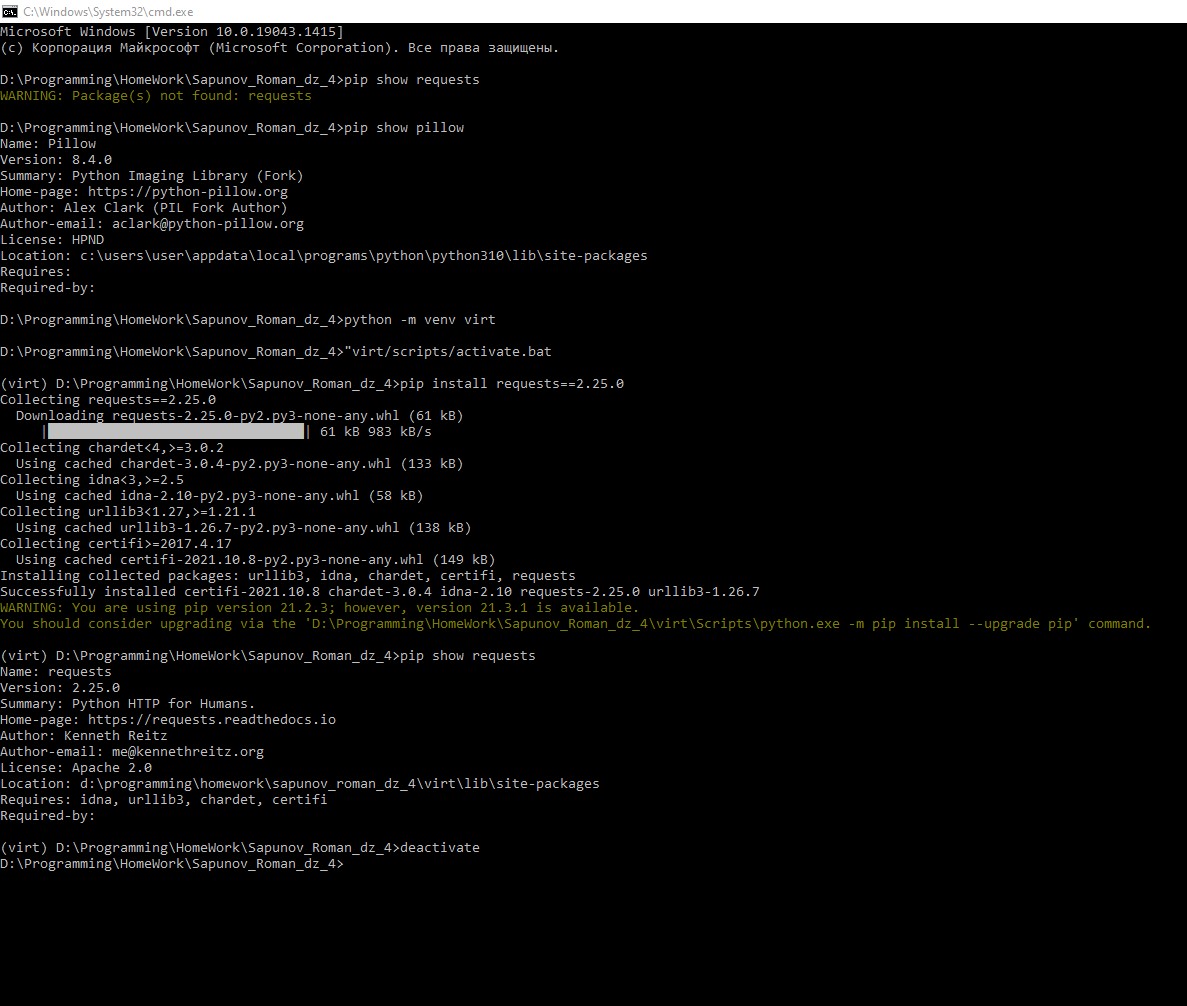 C:\Windows\System32\cmd.exe
Microsoft Windows [Version 10.0.19043.1415]
(c) Корпорация Майкрософт (Microsoft Corporation). Все права защищены.
D:\Programming\HomeWork\Sapunov_Roman_dz_4>pip show requests
WARNING: Package(s) not found: requests
D:\Programming\HomeWork\Sapunov_Roman_dz_4>pip show pillow
Name: Pillow
Version: 8.4.0
Summary: Python Imaging Library (Fork)
Home-page: https://python-pillow.org
Author: Alex Clark (PIL Fork Author)
Author-email: aclark@python-pillow.org
License: HPND
Location: c:\users\user\appdata\local\programs\python\python310\lib\site-packages
Requires:
Required-by:
D:\Programming\HomeWork\Sapunov_Roman_dz_4>python -m venv virt
D:\Programming\HomeWork\Sapunov_Roman_dz_4>"virt/scripts/activate.bat
(virt) D:\Programming\HomeWork\Sapunov_Roman_dz_4>pip install requests==2.25.0
Collecting requests==2.25.0
  Downloading requests-2.25.0-py2.py3-none-any.whl (61 kB)
     |████████████████████████████████| 61 kB 983 kB/s
Collecting chardet<4,>=3.0.2
  Using cached chardet-3.0.4-py2.py3-none-any.whl (133 kB)
Collecting idna<3,>=2.5
  Using cached idna-2.10-py2.py3-none-any.whl (58 kB)
Collecting urllib3<1.27,>=1.21.1
  Using cached urllib3-1.26.7-py2.py3-none-any.whl (138 kB)
Collecting certifi>=2017.4.17
  Using cached certifi-2021.10.8-py2.py3-none-any.whl (149 kB)
Installing collected packages: urllib3, idna, chardet, certifi, requests
Successfully installed certifi-2021.10.8 chardet-3.0.4 idna-2.10 requests-2.25.0 urllib3-1.26.7
WARNING: You are using pip version 21.2.3; however, version 21.3.1 is available.
You should consider upgrading via the 'D:\Programming\HomeWork\Sapunov_Roman_dz_4\virt\Scripts\python.exe -m pip install --upgrade pip' command.
(virt) D:\Programming\HomeWork\Sapunov_Roman_dz_4>pip show requests
Name: requests
Version: 2.25.0
Summary: Python HTTP for Humans.
Home-page: https://requests.readthedocs.io
Author: Kenneth Reitz
Author-email: me@kennethreitz.org
License: Apache 2.0
Location: d:\programming\homework\sapunov_roman_dz_4\virt\lib\site-packages
Requires: idna, urllib3, chardet, certifi
Required-by:
(virt) D:\Programming\HomeWork\Sapunov_Roman_dz_4>deactivate
D:\Programming\HomeWork\Sapunov_Roman_dz_4>